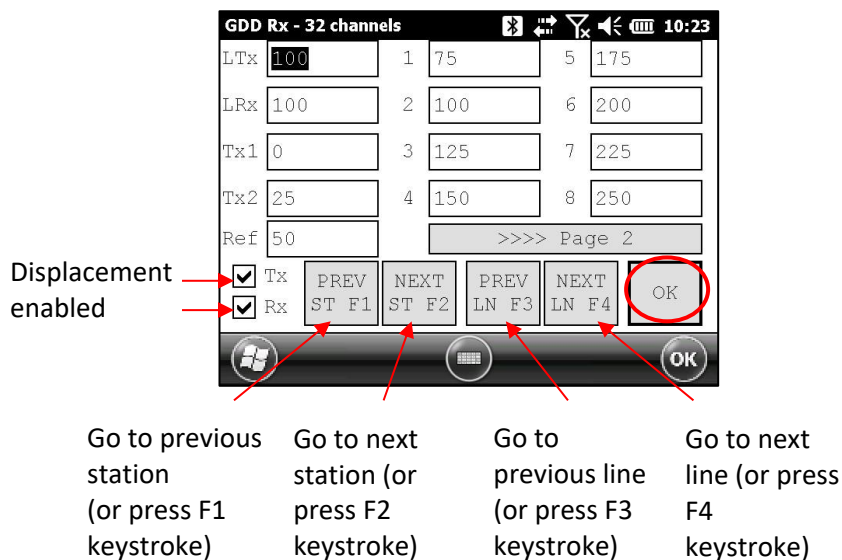 GDD Rx - 32 channels 10:23
LTx 100 1 75 5 175
LRx 100 2 100 6 200
Tx1 0 3 125 7 225
Tx2 25 4 150 8 250
Ref 50 >>>> Page 2
Displacement
enabled
Tx
Rx
PREV
ST F1
NEXT
ST F2
PREV
LN F3
NEXT
LN F4
OK
OK
Go to previous
station
(or press F1
keystroke)
Go to next
station (or
press F2
keystroke)
Go to
previous line
(or press F3
keystroke)
Go to next
line (or press
F4
keystroke)